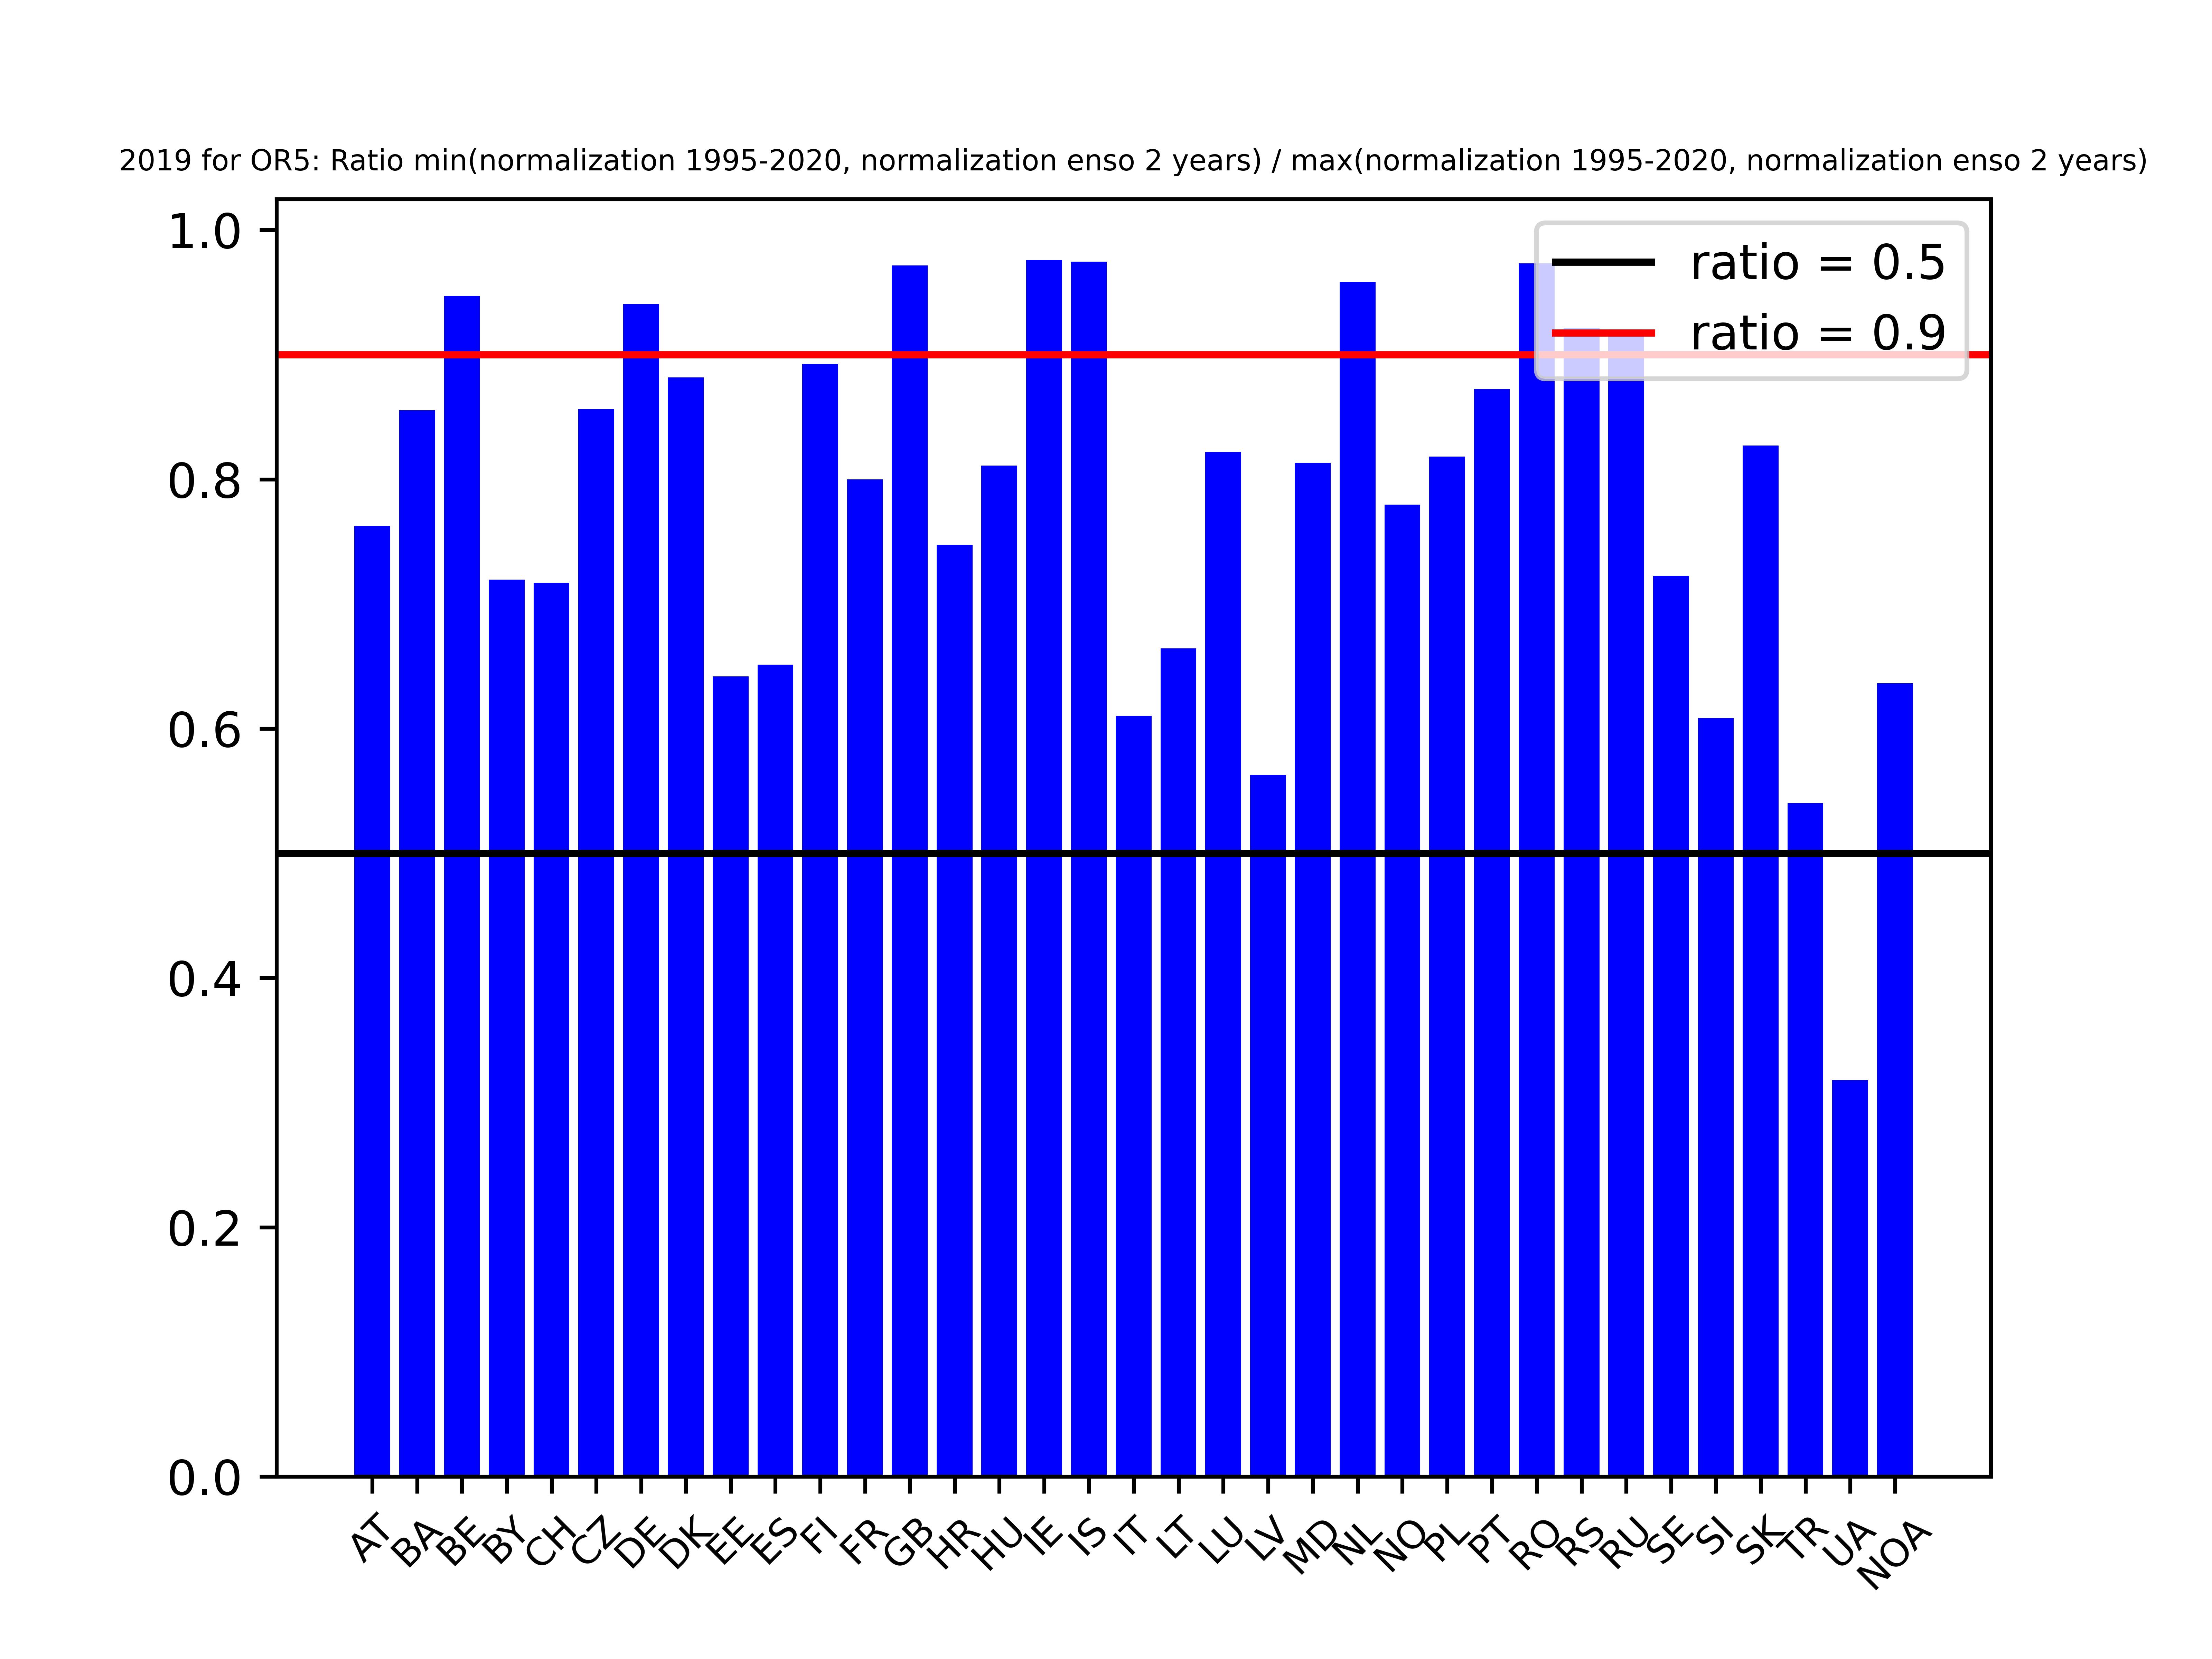 2019 for OR5: Ratio min(normalization 1995-2020, normalization enso 2 years) / max(normalization 1995-2020, normalization enso 2 years)
1.0
0.8
0.6
0.4
0.2
0.0
ratio = 0.5
ratio = 0.9
AT BA BE BY CH CZ DE DK EE ES FI FR GB HR HU IE IS IT LT LU LV MD NL NO PL PT RO RS RU SE SI SK TR UA NOA